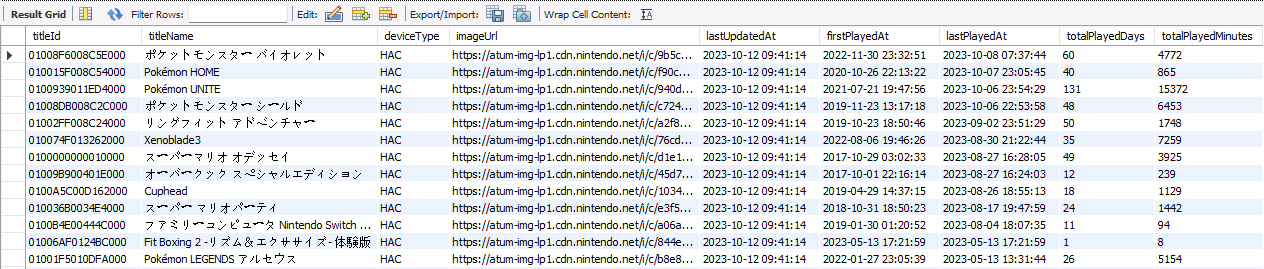 Result Grid Filter Rows: Edit: Export/Import: Wrap Cell Content:
titleId titleName deviceType imageUrl lastUpdatedAt firstPlayedAt lastPlayedAt totalPlayedDays totalPlayedMinutes
01008F6008C5E000 ポケットモンスター バイオレット HAC https://atum-img-lp1.cdn.nintendo.net/i/c/9b5c... 2023-10-12 09:41:14 2022-11-30 23:32:51 2023-10-08 07:37:44 60 4772
010015F008C54000 Pokémon HOME HAC https://atum-img-lp1.cdn.nintendo.net/i/c/f90c... 2023-10-12 09:41:14 2020-10-26 22:13:22 2023-10-07 23:05:45 40 865
0100939011ED4000 Pokémon UNITE HAC https://atum-img-lp1.cdn.nintendo.net/i/c/940d... 2023-10-12 09:41:14 2021-07-21 19:47:56 2023-10-06 23:54:29 131 15372
01008DB008C2C000 ポケットモンスター シールド HAC https://atum-img-lp1.cdn.nintendo.net/i/c/c724... 2023-10-12 09:41:14 2019-11-23 13:17:18 2023-10-06 22:53:58 48 6453
01002FF008C24000 リングフィット アドベンチャー HAC https://atum-img-lp1.cdn.nintendo.net/i/c/a2f8... 2023-10-12 09:41:14 2019-10-23 18:50:46 2023-09-02 23:51:29 50 1748
010074F013262000 Xenoblade3 HAC https://atum-img-lp1.cdn.nintendo.net/i/c/76cd... 2023-10-12 09:41:14 2022-08-06 19:46:26 2023-08-30 21:22:44 35 7259
0100000000010000 スーパーマリオ オデッセイ HAC https://atum-img-lp1.cdn.nintendo.net/i/c/d1e1... 2023-10-12 09:41:14 2017-10-29 03:02:33 2023-08-27 16:28:05 49 3925
01009B900401E000 オーバークック スペシャルエディション HAC https://atum-img-lp1.cdn.nintendo.net/i/c/45d7... 2023-10-12 09:41:14 2017-10-01 22:16:14 2023-08-27 16:24:03 12 239
0100A5C00D162000 Cuphead HAC https://atum-img-lp1.cdn.nintendo.net/i/c/1034... 2023-10-12 09:41:14 2019-04-29 14:37:15 2023-08-26 18:55:13 18 1129
010036B0034E4000 スーパー マリオパーティ HAC https://atum-img-lp1.cdn.nintendo.net/i/c/e3f5... 2023-10-12 09:41:14 2018-10-31 18:50:23 2023-08-17 19:47:59 24 1442
0100B4E00444C000 ファミリーコンピュータ Nintendo Switch ... HAC https://atum-img-lp1.cdn.nintendo.net/i/c/a06a... 2023-10-12 09:41:14 2019-01-30 01:20:52 2023-08-04 18:07:35 11 94
01006AF0124BC000 Fit Boxing 2 -リズム＆エクササイズ- 体験版 HAC https://atum-img-lp1.cdn.nintendo.net/i/c/844e... 2023-10-12 09:41:14 2023-05-13 17:21:59 2023-05-13 17:21:59 1 8
01001F5010DFA000 Pokémon LEGENDS アルセウス HAC https://atum-img-lp1.cdn.nintendo.net/i/c/b8e8... 2023-10-12 09:41:14 2022-01-27 23:05:39 2023-05-13 13:31:44 26 5154